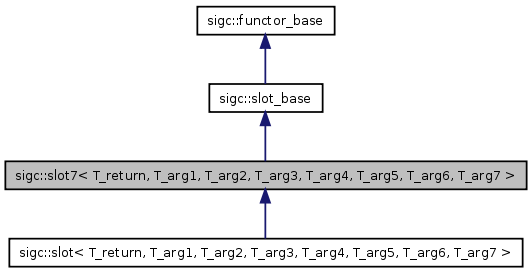 sigc::functor_base
sigc::slot_base
sigc::slot7< T_return, T_arg1, T_arg2, T_arg3, T_arg4, T_arg5, T_arg6, T_arg7 >
sigc::slot< T_return, T_arg1, T_arg2, T_arg3, T_arg4, T_arg5, T_arg6, T_arg7 >